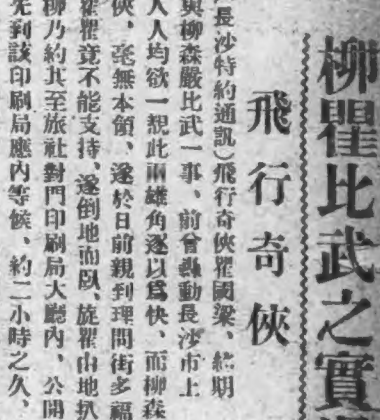 柳瞿比武之實
飛行奇俠
長沙特約通訊）飛行奇俠瞿國梁、約期
與柳森嚴比武一事、前會轟動長沙市上
人人均欲一覩此兩雄角逐以爲快、而柳森
俠、毫無本領、遂於日前親到理問街多福
瞿竟不能支持、遂倒地而臥、旋瞿由地扒
柳乃約其至旅社對門印刷局大廳內、公開
先到該印刷局應內等候、約二小時之久、